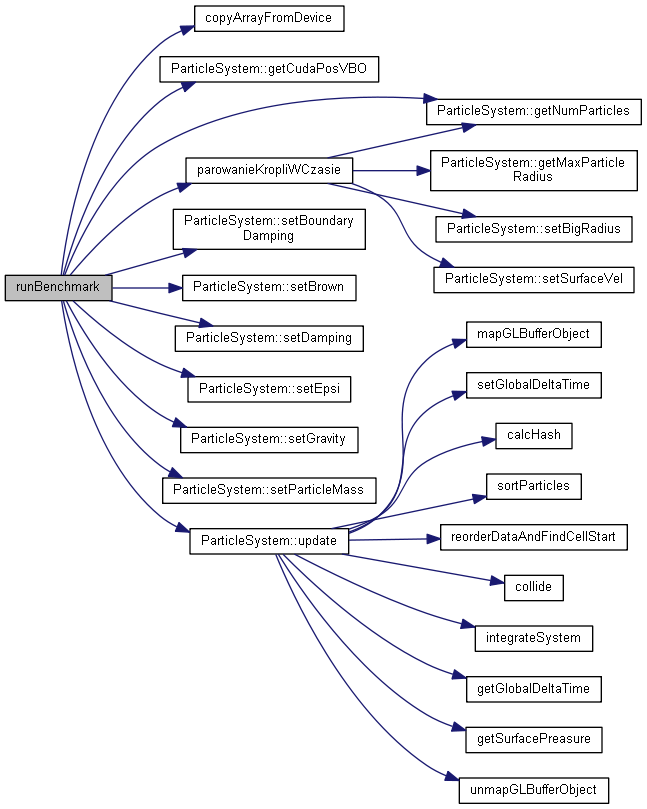 copyArrayFromDevice
ParticleSystem::getCudaPosVBO
ParticleSystem::getNumParticles
parowanieKropliWCzasie
ParticleSystem::getMaxParticle
Radius
ParticleSystem::setBoundary
Damping
ParticleSystem::setBigRadius
ParticleSystem::setSurfaceVel
runBenchmark
ParticleSystem::setBrown
ParticleSystem::setDamping
mapGLBufferObject
ParticleSystem::setEpsi
setGlobalDeltaTime
ParticleSystem::setGravity
calcHash
ParticleSystem::setParticleMass
sortParticles
ParticleSystem::update
reorderDataAndFindCellStart
collide
integrateSystem
getGlobalDeltaTime
getSurfacePreasure
unmapGLBufferObject